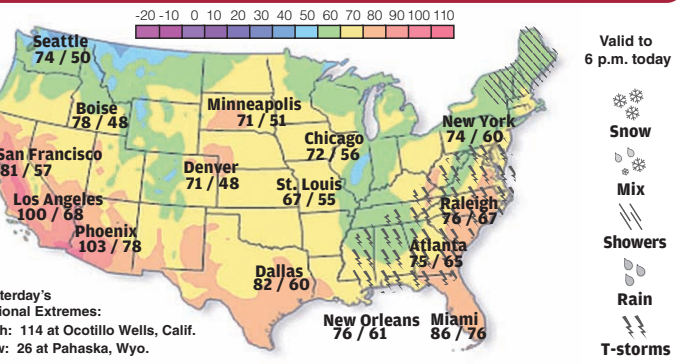 -20 -10 0 10 20 30 40 50 60 70 80 90 100 110
Valid to
6 p.m. today
Seattle
74 / 50
Boise
78 / 48
Minneapolis
71 / 51
New York
74 / 60
Chicago
72 / 56
San Francisco
81 / 57
Denver
71 / 48
St. Louis
67 / 55
Los Angeles
100 / 68
Raleigh
76 / 67
Phoenix
103 / 78
Atlanta
75 / 65
Dallas
82 / 60
New Orleans
76 / 61
Miami
86 / 76
Snow
Mix
Showers
Rain
T-storms
terday's
ional Extremes:
h: 114 at Ocotillo Wells, Calif.
w: 26 at Pahaska, Wyo.